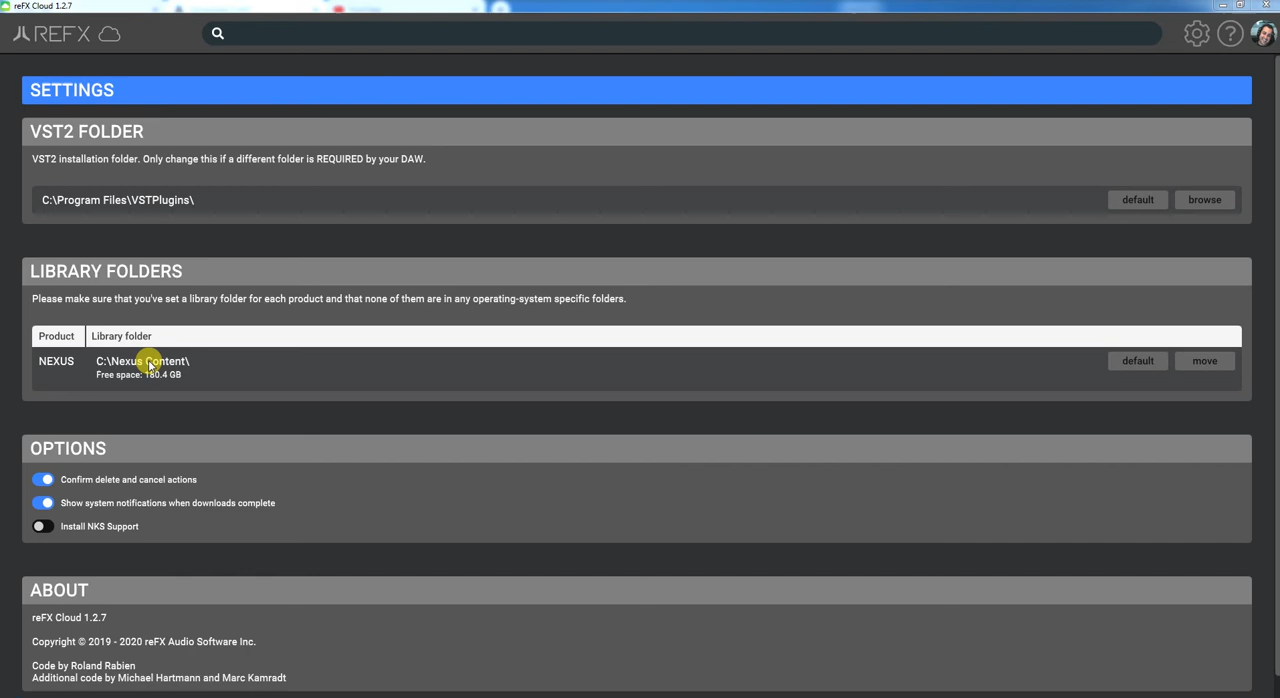 reFX Cloud 1.2.7
REFX
SETTINGS
VST2 FOLDER
VST2 installation folder. Only change this if a different folder is REQUIRED by your DAW.
C:\Program Files\VSTPlugins\
default
browse
LIBRARY FOLDERS
Please make sure that you've set a library folder for each product and that none of them are in any operating-system specific folders.
Product
Library folder
NEXUS
C:\Nexus Content\
default
move
Free space: 180.4 GB
OPTIONS
Confirm delete and cancel actions
Show system notifications when downloads complete
Install NKS Support
ABOUT
reFX Cloud 1.2.7
Copyright © 2019 - 2020 reFX Audio Software Inc.
Code by Roland Rabien
Additional code by Michael Hartmann and Marc Kamradt